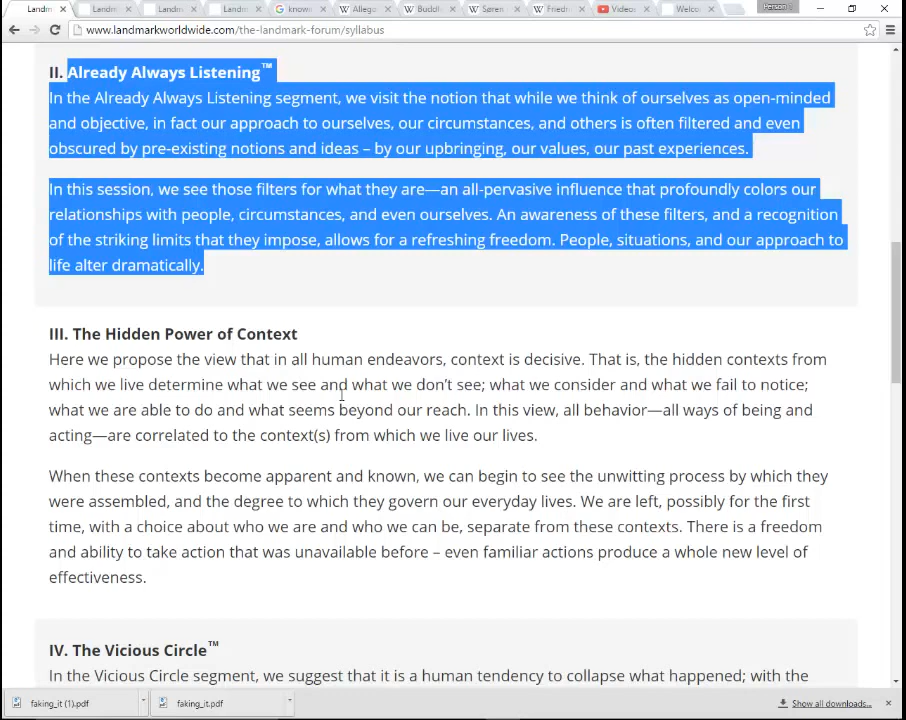 Landm
Landm
Landm
Landm
known
Allego
Buddh
Søren
Friedr
Videos
Welco
Person
www.landmarkworldwide.com/the-landmark-forum/syllabus
II. Already Always Listening™
In the Already Always Listening segment, we visit the notion that while we think of ourselves as open-minded
and objective, in fact our approach to ourselves, our circumstances, and others is often filtered and even
obscured by pre-existing notions and ideas – by our upbringing, our values, our past experiences.
In this session, we see those filters for what they are—an all-pervasive influence that profoundly colors our
relationships with people, circumstances, and even ourselves. An awareness of these filters, and a recognition
of the striking limits that they impose, allows for a refreshing freedom. People, situations, and our approach to
life alter dramatically.
III. The Hidden Power of Context
Here we propose the view that in all human endeavors, context is decisive. That is, the hidden contexts from
which we live determine what we see and what we don't see; what we consider and what we fail to notice;
what we are able to do and what seems beyond our reach. In this view, all behavior—all ways of being and
acting—are correlated to the context(s) from which we live our lives.
When these contexts become apparent and known, we can begin to see the unwitting process by which they
were assembled, and the degree to which they govern our everyday lives. We are left, possibly for the first
time, with a choice about who we are and who we can be, separate from these contexts. There is a freedom
and ability to take action that was unavailable before – even familiar actions produce a whole new level of
effectiveness.
IV. The Vicious Circle™
In the Vicious Circle segment, we suggest that it is a human tendency to collapse what happened; with the
faking_it (1).pdf
faking_it.pdf
Show all downloads...